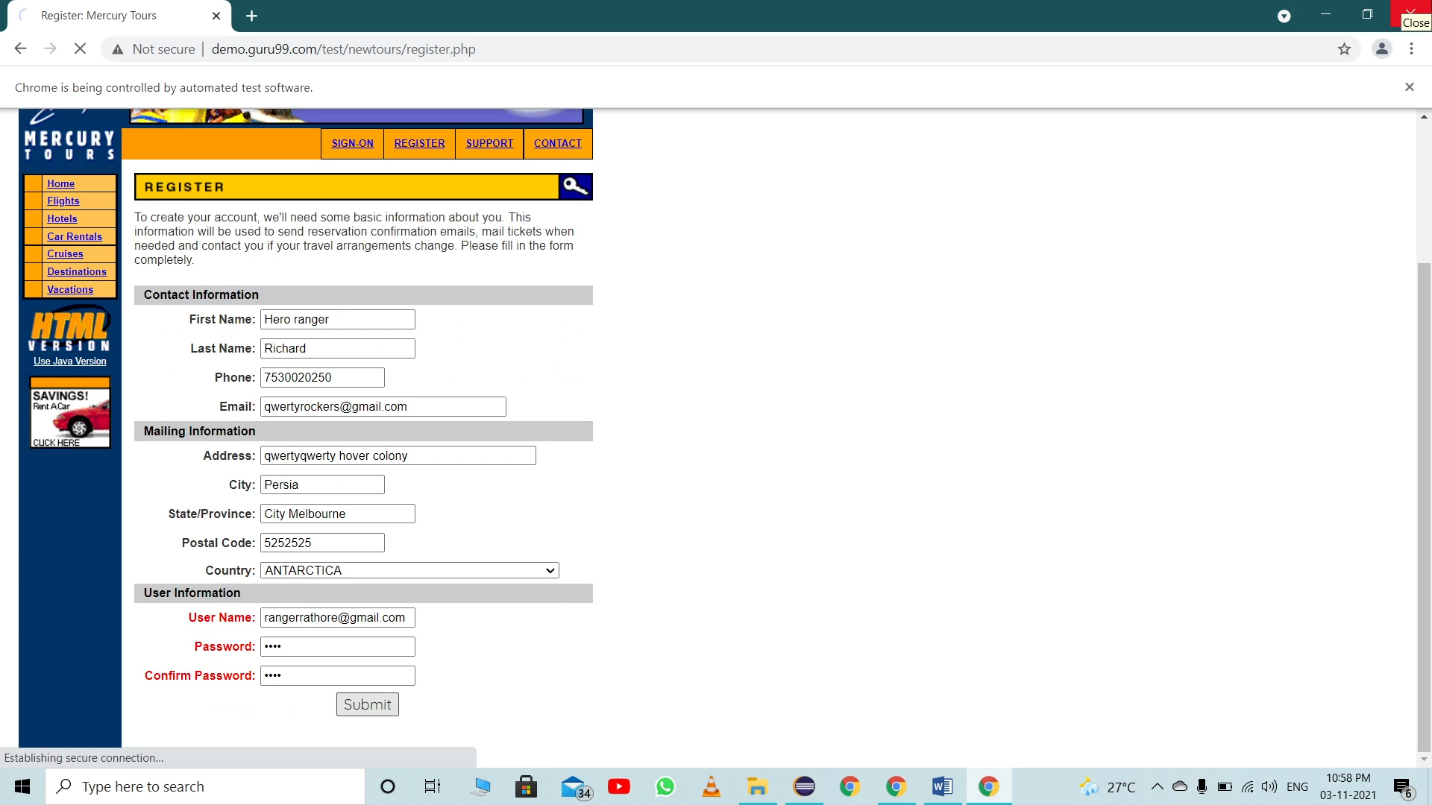 Register: Mercury Tours
Close
Not secure
demo.guru99.com/test/newtours/register.php
Chrome is being controlled by automated test software.
MERCURY
TOURS
SIGN-ON
REGISTER
SUPPORT
CONTACT
Home
Flights
Hotels
Car Rentals
Cruises
Destinations
Vacations
HTML
VERSION
Use Java Version
SAVINGS!
Rent A Car
CLICK HERE
REGISTER
To create your account, we'll need some basic information about you. This
information will be used to send reservation confirmation emails, mail tickets when
needed and contact you if your travel arrangements change. Please fill in the form
completely.
Contact Information
First Name: Hero ranger
Last Name: Richard
Phone: 7530020250
Email: qwertyrockers@gmail.com
Mailing Information
Address: qwertyqwerty hover colony
City: Persia
State/Province: City Melbourne
Postal Code: 5252525
Country: ANTARCTICA
User Information
User Name: rangerrathore@gmail.com
Password: ••••
Confirm Password: ••••
Submit
Establishing secure connection...
Type here to search
34
27°C
ENG
10:58 PM
03-11-2021
6